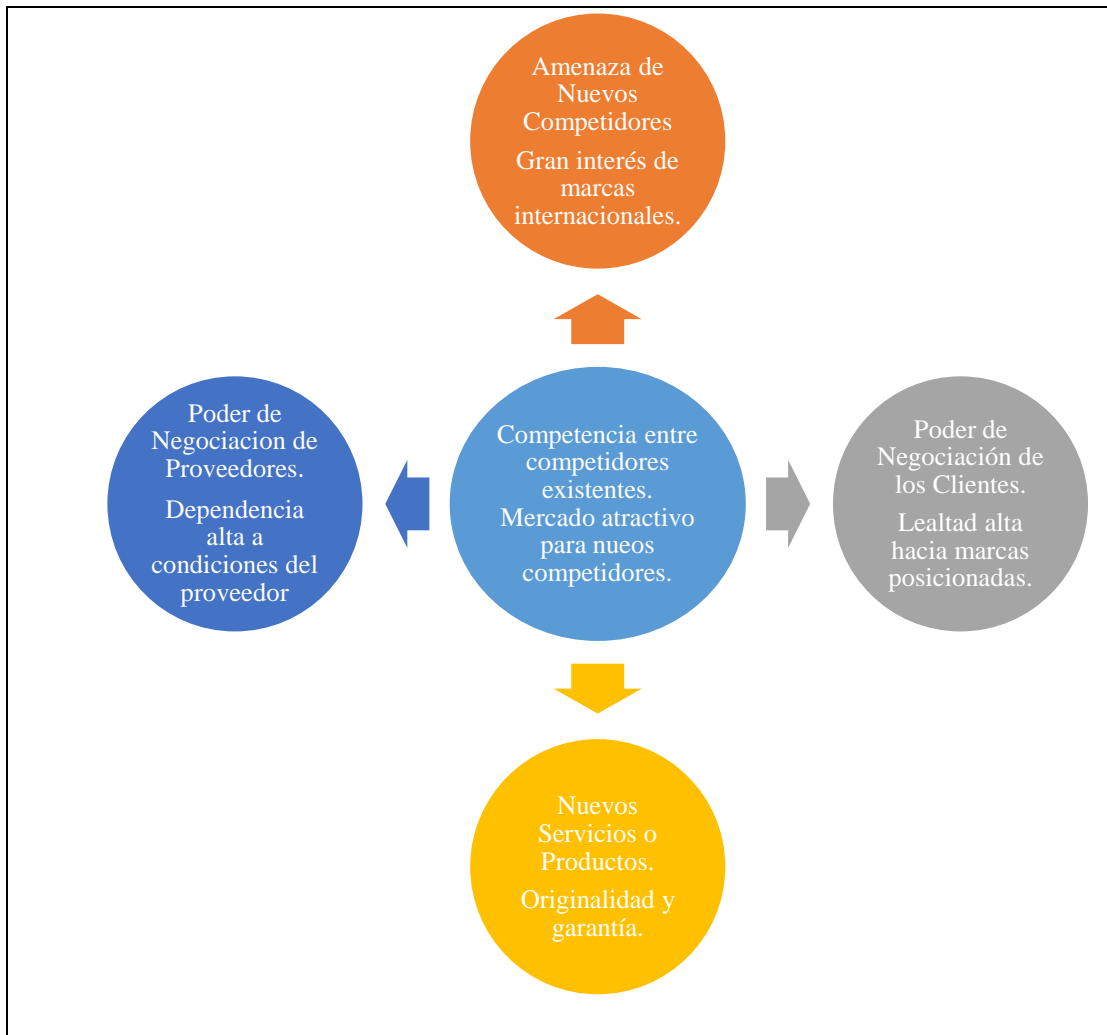 Amenaza de
Nuevos
Competidores
Gran interés de
marcas
internacionales.
Poder de
Negociacion de
Proveedores.
Dependencia
alta a
condiciones del
proveedor
Competencia entre
competidores
existentes.
Mercado atractivo
para nueos
competidores.
Poder de
Negociación de
los Clientes.
Lealtad alta
hacia marcas
posicionadas.
Nuevos
Servicios o
Productos.
Originalidad y
garantía.